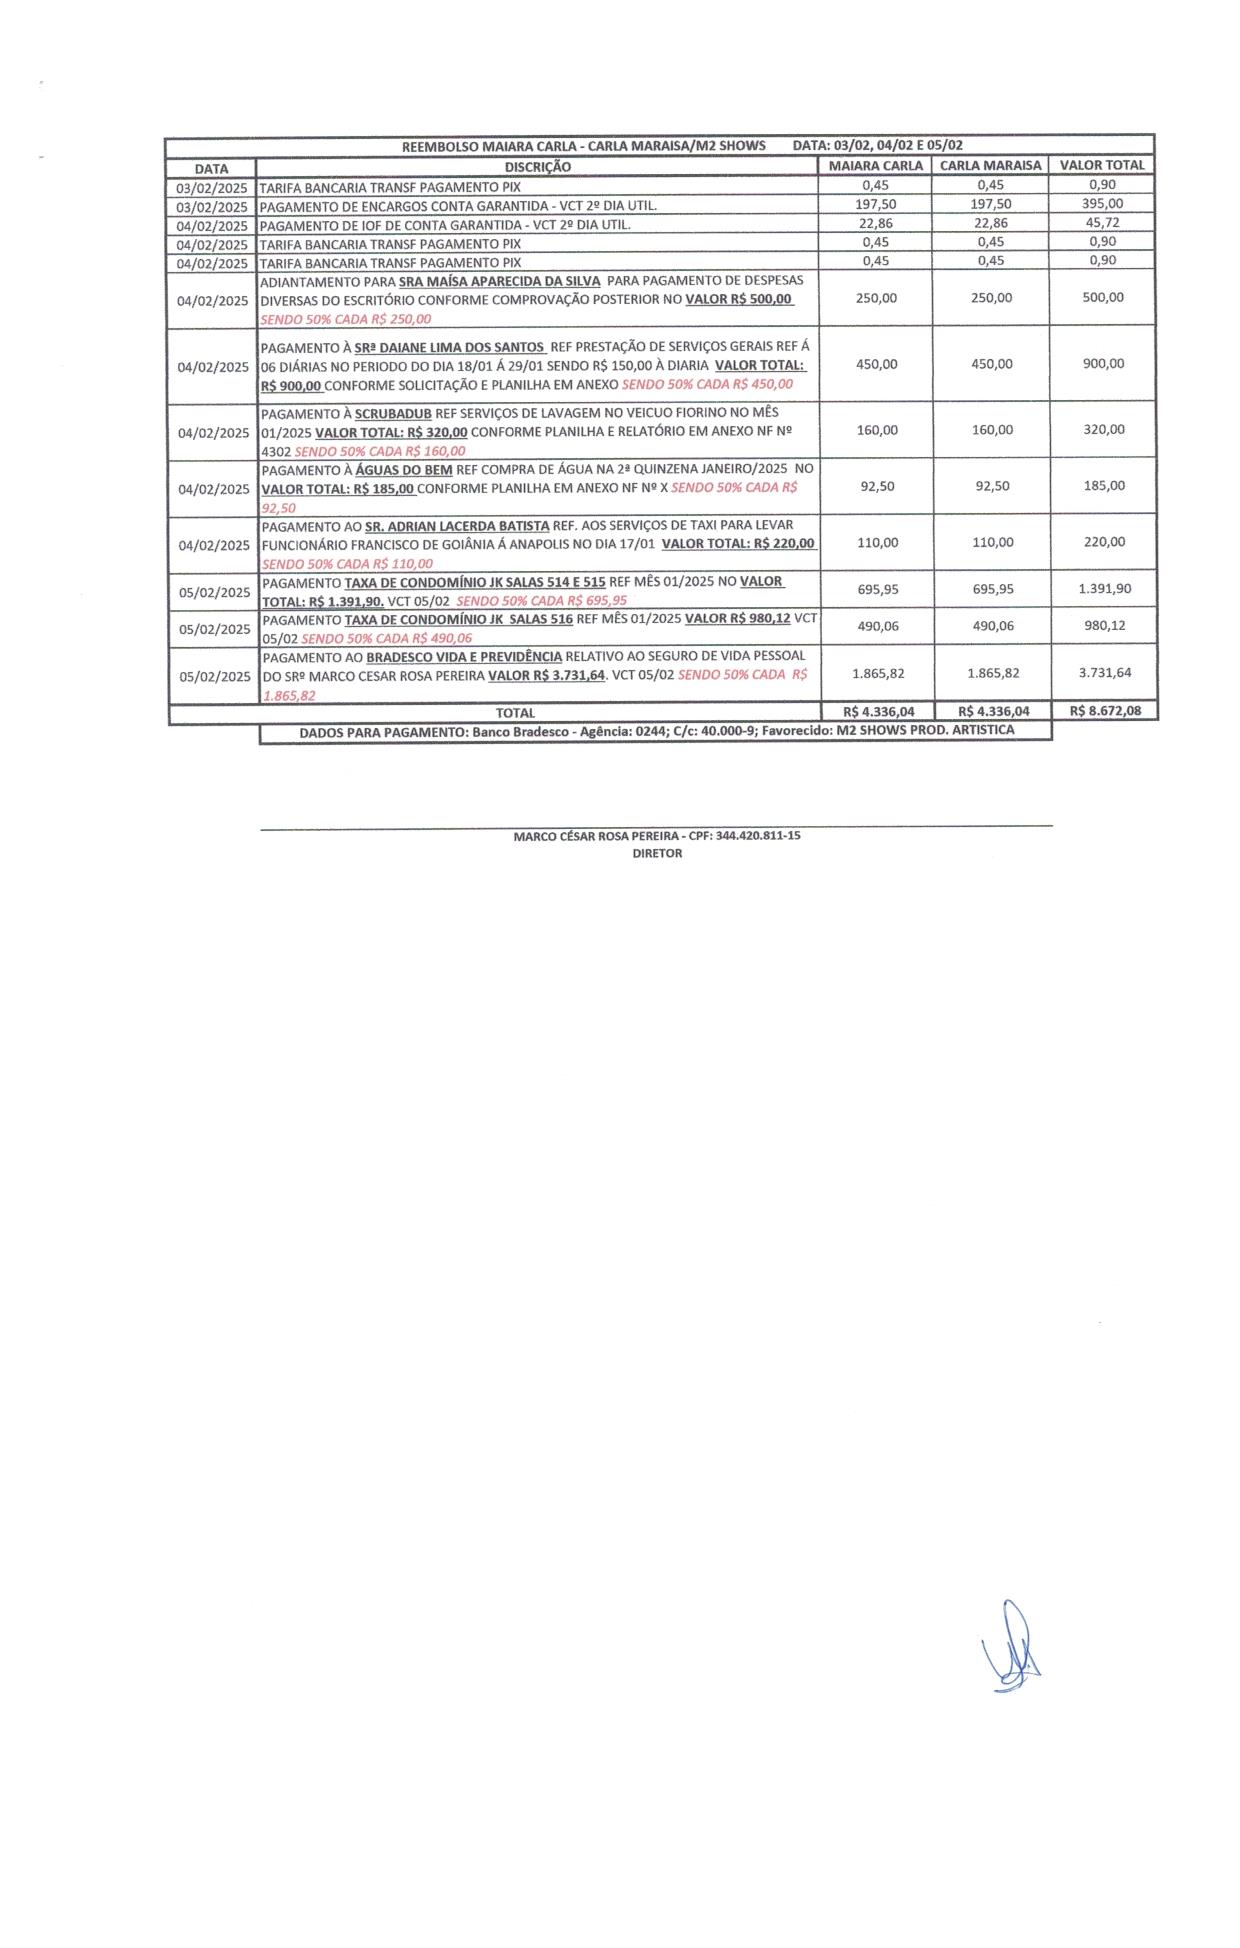 REEMBOLSO MAIARA CARLA - CARLA MARAISA/M2 SHOWS DATA: 03/02, 04/02 E 05/02
DATA DISCRIÇÃO MAIARA CARLA CARLA MARAISA VALOR TOTAL
03/02/2025 TARIFA BANCARIA TRANSF PAGAMENTO PIX 0,45 0,45 0,90
03/02/2025 PAGAMENTO DE ENCARGOS CONTA GARANTIDA - VCT 2º DIA UTIL. 197,50 197,50 395,00
04/02/2025 PAGAMENTO DE IOF DE CONTA GARANTIDA - VCT 2º DIA UTIL. 22,86 22,86 45,72
04/02/2025 TARIFA BANCARIA TRANSF PAGAMENTO PIX 0,45 0,45 0,90
04/02/2025 TARIFA BANCARIA TRANSF PAGAMENTO PIX 0,45 0,45 0,90
ADIANTAMENTO PARA SRA MAÍSA APARECIDA DA SILVA PARA PAGAMENTO DE DESPESAS
04/02/2025 DIVERSAS DO ESCRITÓRIO CONFORME COMPROVAÇÃO POSTERIOR NO VALOR R$ 500,00 250,00 250,00 500,00
SENDO 50% CADA R$ 250,00
PAGAMENTO À SRª DAIANE LIMA DOS SANTOS REF PRESTAÇÃO DE SERVIÇOS GERAIS REF Á
04/02/2025 06 DIÁRIAS NO PERIODO DO DIA 18/01 Á 29/01 SENDO R$ 150,00 À DIARIA VALOR TOTAL: 450,00 450,00 900,00
R$ 900,00 CONFORME SOLICITAÇÃO E PLANILHA EM ANEXO SENDO 50% CADA R$ 450,00
PAGAMENTO À SCRUBADUB REF SERVIÇOS DE LAVAGEM NO VEICUO FIORINO NO MÊS
04/02/2025 01/2025 VALOR TOTAL: R$ 320,00 CONFORME PLANILHA E RELATÓRIO EM ANEXO NF Nº 160,00 160,00 320,00
4302 SENDO 50% CADA R$ 160,00
PAGAMENTO À ÁGUAS DO BEM REF COMPRA DE ÁGUA NA 2ª QUINZENA JANEIRO/2025 NO
04/02/2025 VALOR TOTAL: R$ 185,00 CONFORME PLANILHA EM ANEXO NF Nº X SENDO 50% CADA R$ 92,50 92,50 185,00
92,50
PAGAMENTO AO SR. ADRIAN LACERDA BATISTA REF. AOS SERVIÇOS DE TAXI PARA LEVAR
04/02/2025 FUNCIONÁRIO FRANCISCO DE GOIÂNIA Á ANAPOLIS NO DIA 17/01 VALOR TOTAL: R$ 220,00 110,00 110,00 220,00
SENDO 50% CADA R$ 110,00
PAGAMENTO TAXA DE CONDOMÍNIO JK SALAS 514 E 515 REF MÊS 01/2025 NO VALOR
05/02/2025 TOTAL: R$ 1.391,90. VCT 05/02 SENDO 50% CADA R$ 695,95 695,95 695,95 1.391,90
PAGAMENTO TAXA DE CONDOMÍNIO JK SALAS 516 REF MÊS 01/2025 VALOR R$ 980,12 VCT
05/02/2025 05/02 SENDO 50% CADA R$ 490,06 490,06 490,06 980,12
PAGAMENTO AO BRADESCO VIDA E PREVIDÊNCIA RELATIVO AO SEGURO DE VIDA PESSOAL
05/02/2025 DO SRº MARCO CESAR ROSA PEREIRA VALOR R$ 3.731,64. VCT 05/02 SENDO 50% CADA R$ 1.865,82 1.865,82 3.731,64
1.865,82
TOTAL R$ 4.336,04 R$ 4.336,04 R$ 8.672,08
DADOS PARA PAGAMENTO: Banco Bradesco - Agência: 0244; C/c: 40.000-9; Favorecido: M2 SHOWS PROD. ARTISTICA
MARCO CÉSAR ROSA PEREIRA - CPF: 344.420.811-15
DIRETOR